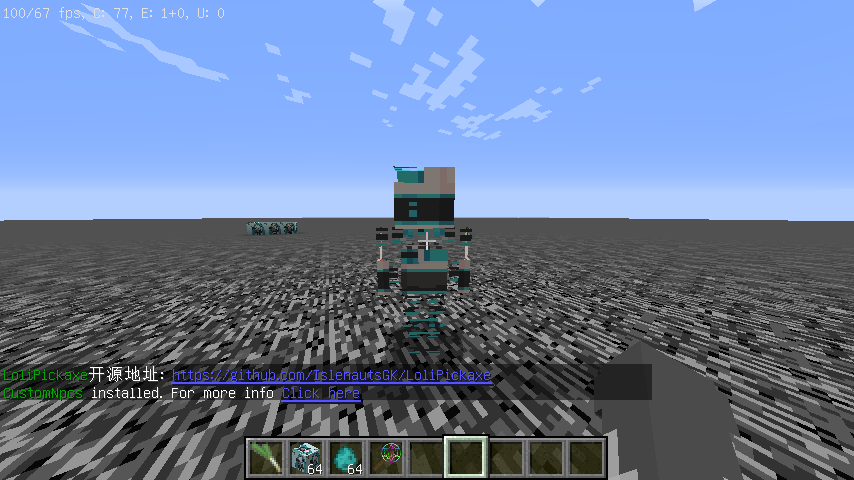 100/67 fps, C: 77, E: 1+0, U: 0
LoliPickaxe开源地址: https://github.com/IslenautsGK/LoliPickaxe
CustomNpcs installed. For more info Click here
64 64